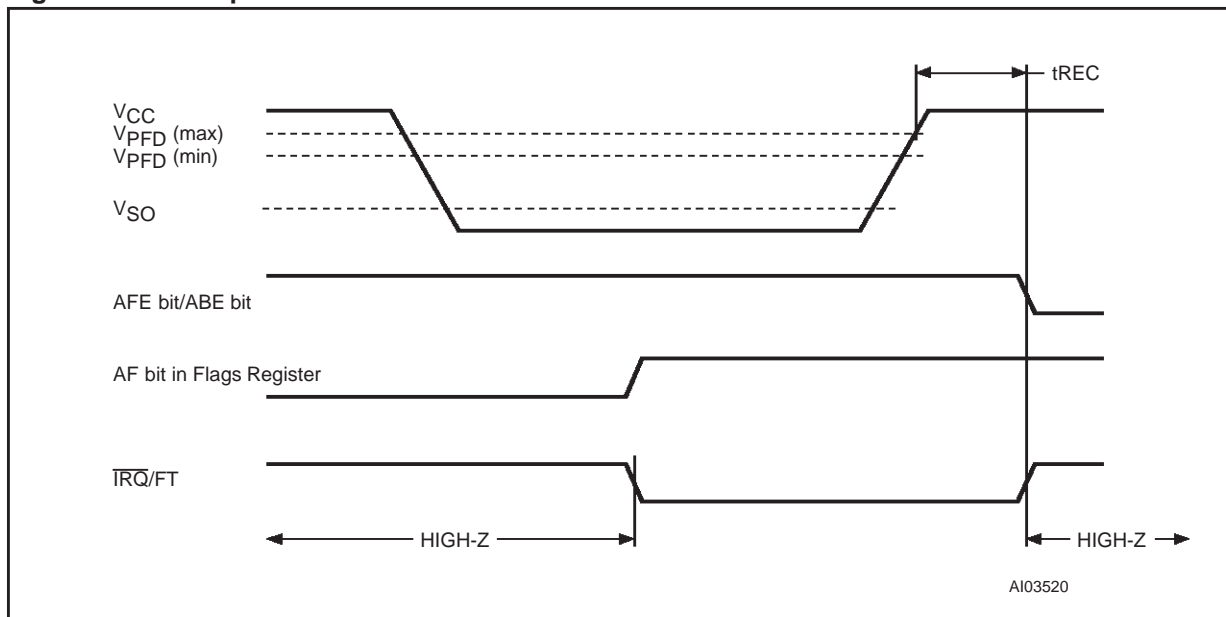 tREC
VCC
VPFD (max)
VPFD (min)
VSO
AFE bit/ABE bit
AF bit in Flags Register
IRQ/FT
HIGH-Z
HIGH-Z
AI03520